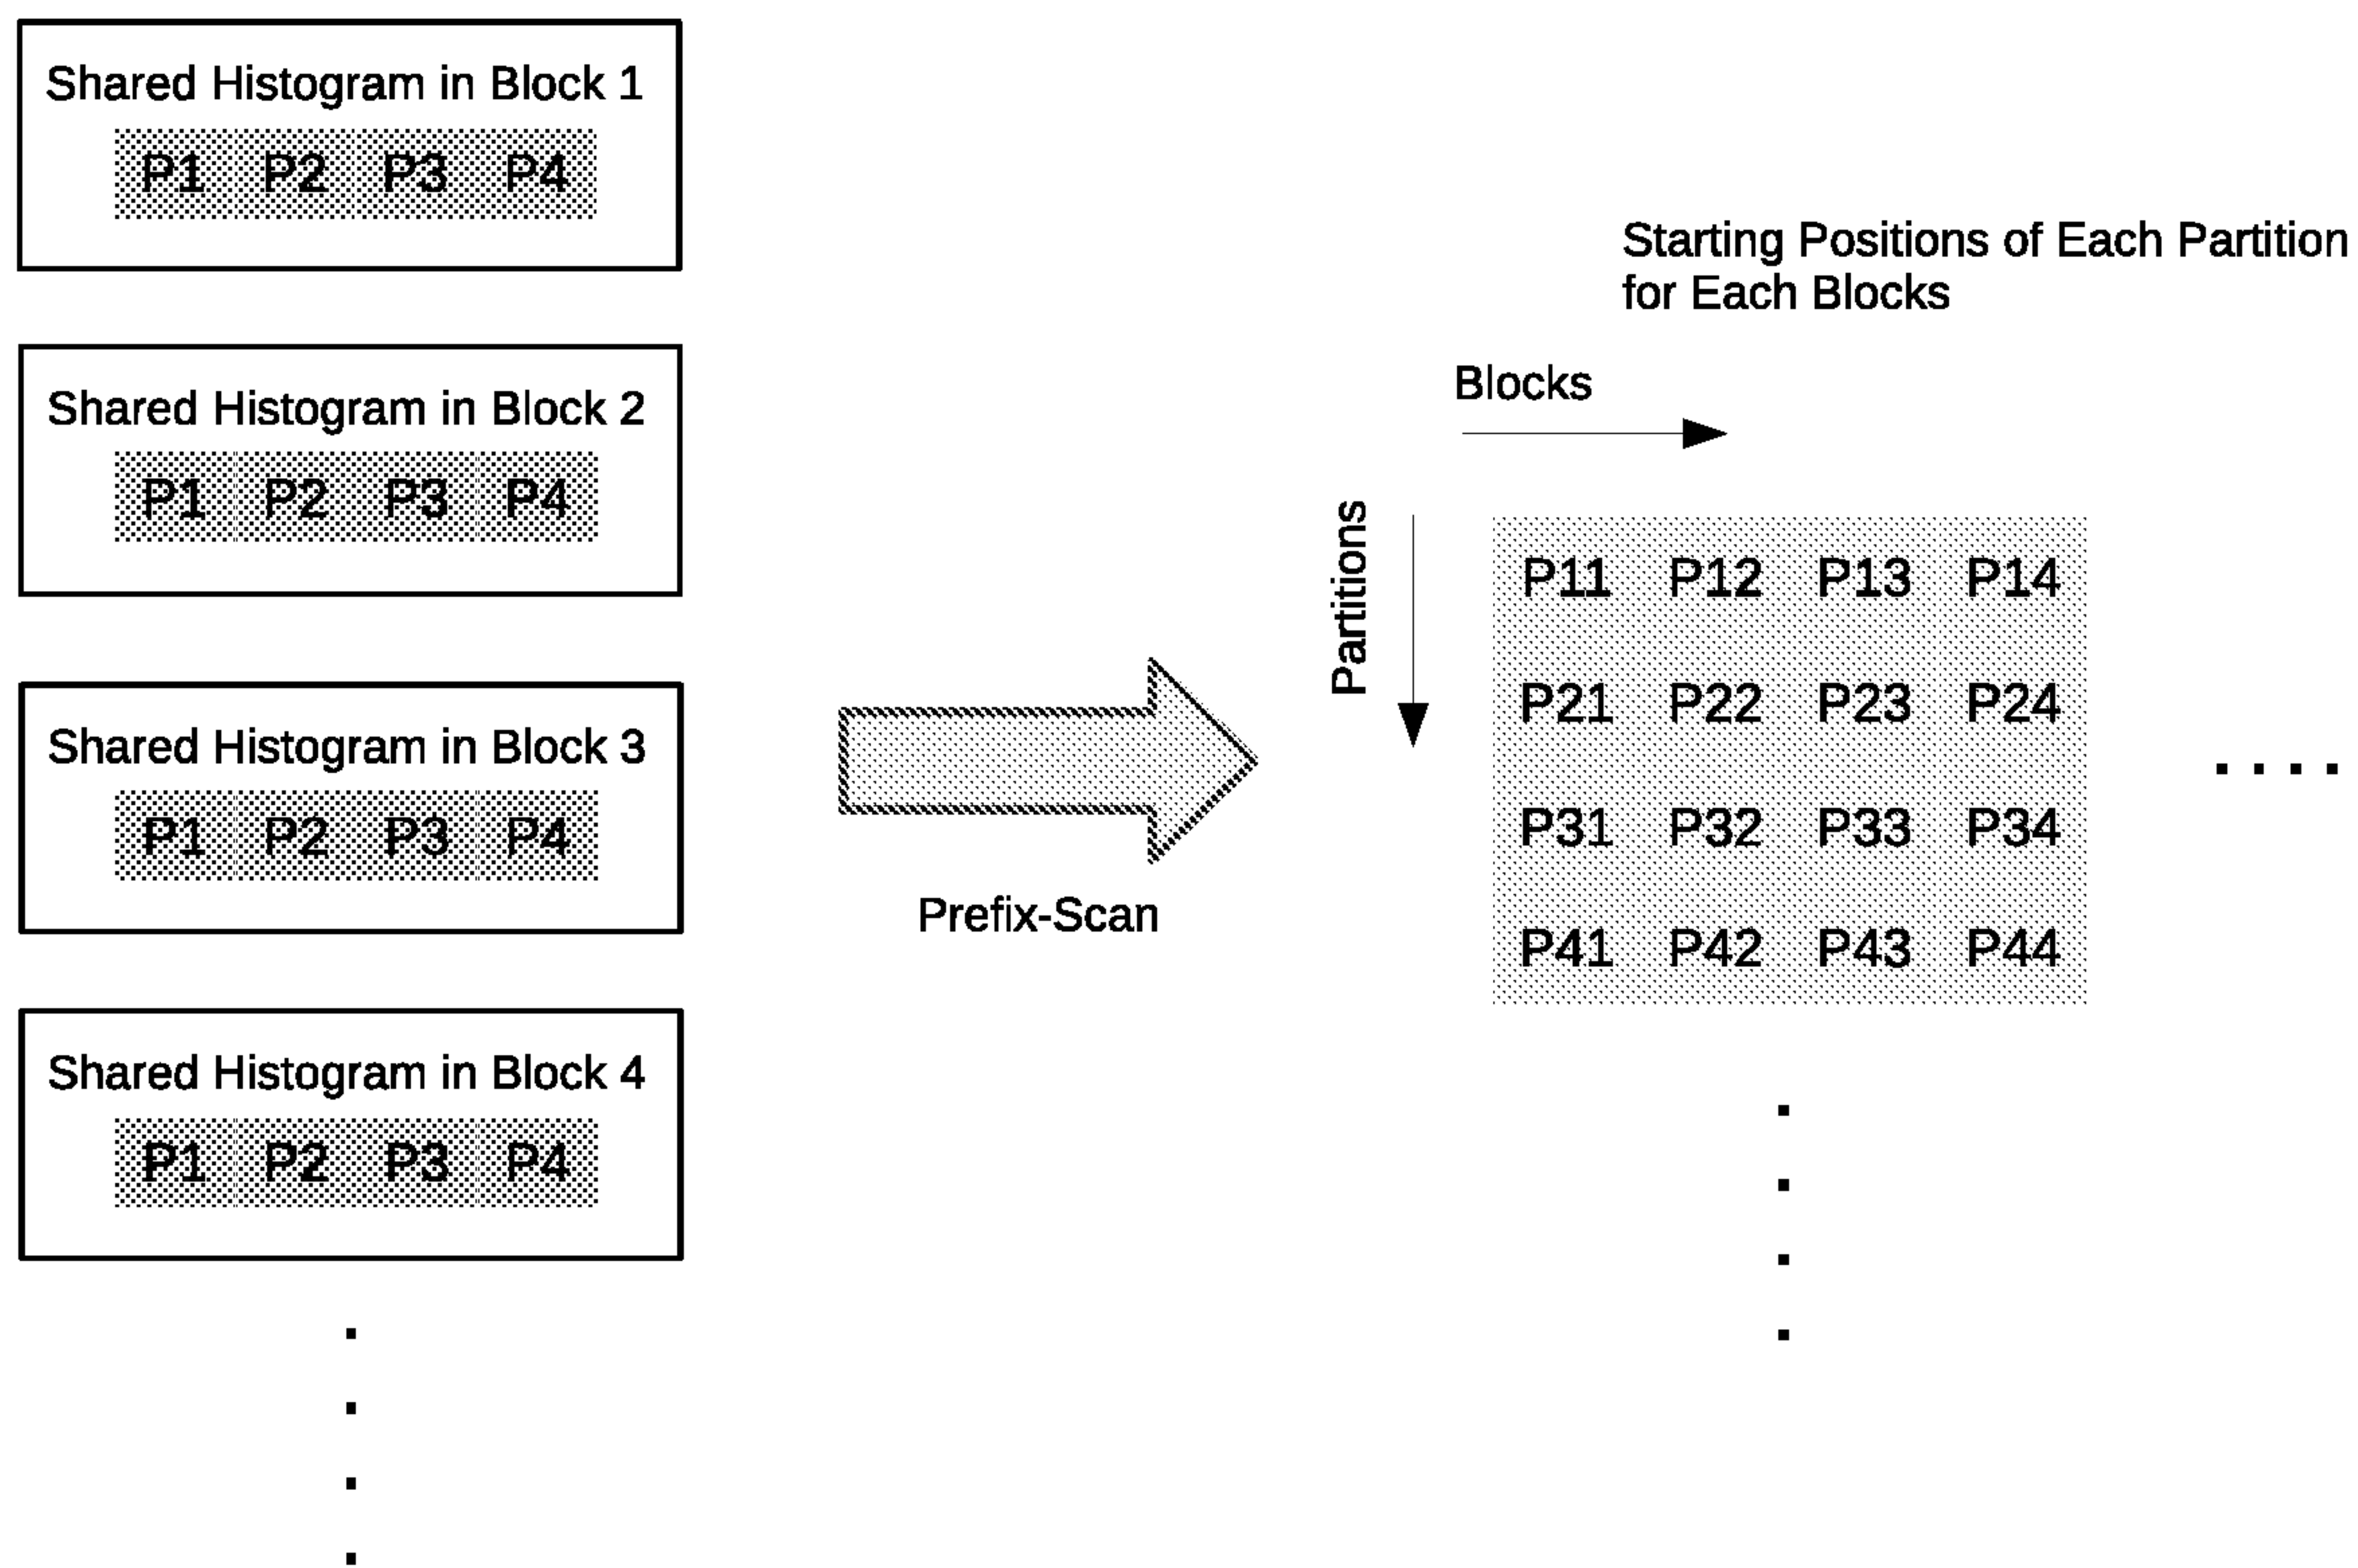 Shared Histogram in Block 1
P1 P2 P3 P4
Shared Histogram in Block 2
P1 P2 P3 P4
Shared Histogram in Block 3
P1 P2 P3 P4
Shared Histogram in Block 4
P1 P2 P3 P4
Prefix-Scan
Starting Positions of Each Partition
for Each Blocks
Blocks
Partitions
P11 P12 P13 P14
P21 P22 P23 P24
P31 P32 P33 P34
P41 P42 P43 P44